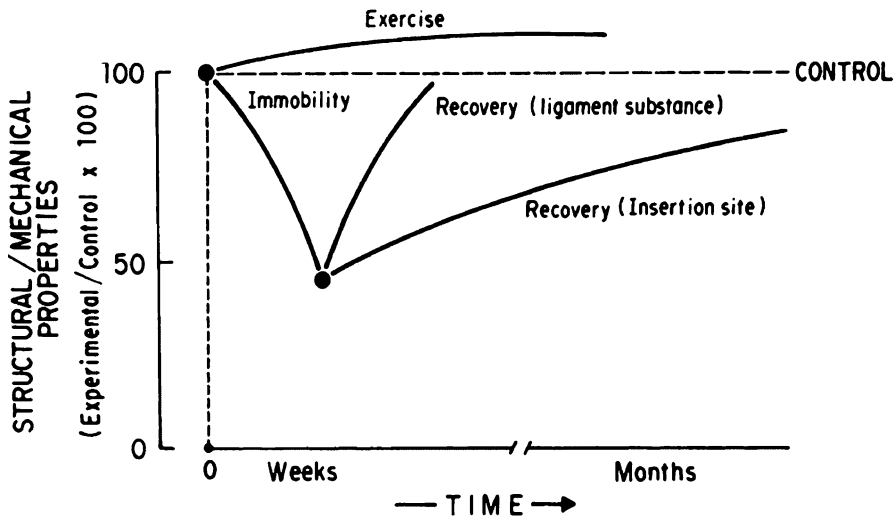 Exercise
100
CONTROL
Immobility
Recovery (ligament substance)
Recovery (Insertion site)
50
0
STRUCTURAL/MECHANICAL
PROPERTIES
(Experimental/Control x 100)
0 Weeks Months
TIME